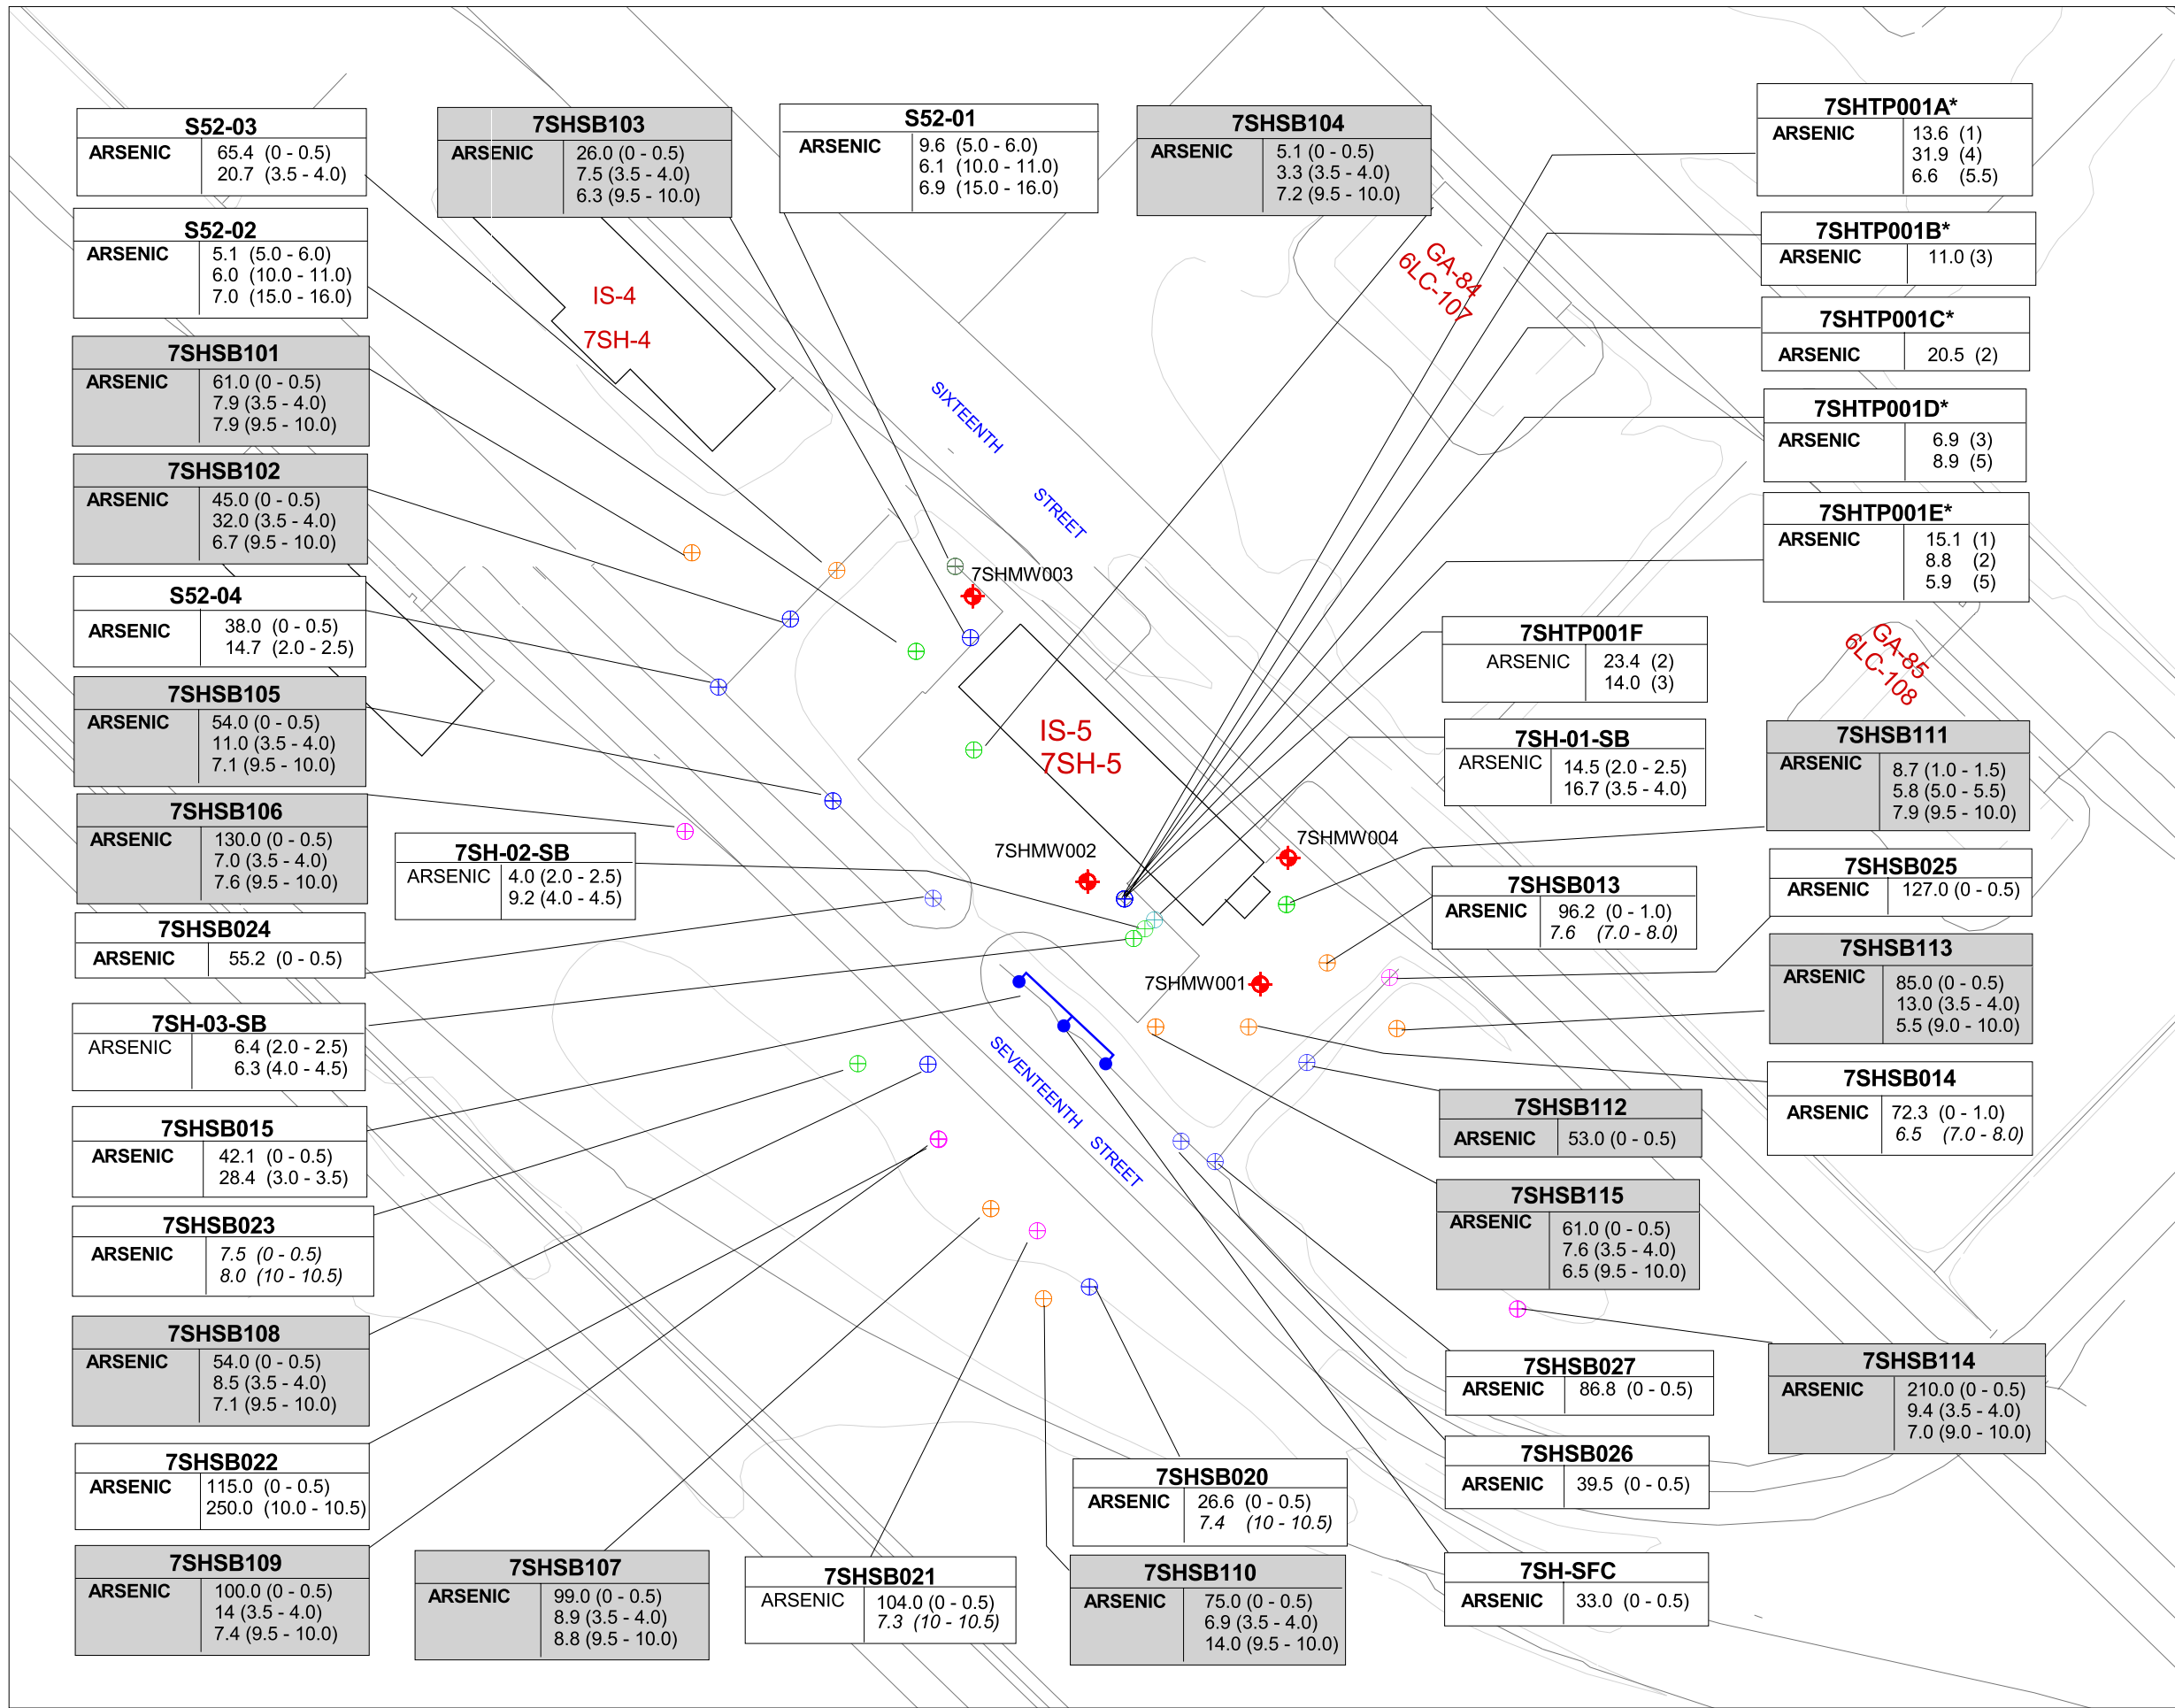 S52-03
ARSENIC 65.4 (0 - 0.5)
20.7 (3.5 - 4.0)
S52-02
ARSENIC 5.1 (5.0 - 6.0)
6.0 (10.0 - 11.0)
7.0 (15.0 - 16.0)
7SHSB101
ARSENIC 61.0 (0 - 0.5)
7.9 (3.5 - 4.0)
7.9 (9.5 - 10.0)
7SHSB102
ARSENIC 45.0 (0 - 0.5)
32.0 (3.5 - 4.0)
6.7 (9.5 - 10.0)
S52-04
ARSENIC 38.0 (0 - 0.5)
14.7 (2.0 - 2.5)
7SHSB105
ARSENIC 54.0 (0 - 0.5)
11.0 (3.5 - 4.0)
7.1 (9.5 - 10.0)
7SHSB106
ARSENIC 130.0 (0 - 0.5)
7.0 (3.5 - 4.0)
7.6 (9.5 - 10.0)
7SHSB024
ARSENIC 55.2 (0 - 0.5)
7SH-03-SB
ARSENIC 6.4 (2.0 - 2.5)
6.3 (4.0 - 4.5)
7SHSB015
ARSENIC 42.1 (0 - 0.5)
28.4 (3.0 - 3.5)
7SHSB023
ARSENIC 7.5 (0 - 0.5)
8.0 (10 - 10.5)
7SHSB108
ARSENIC 54.0 (0 - 0.5)
8.5 (3.5 - 4.0)
7.1 (9.5 - 10.0)
7SHSB022
ARSENIC 115.0 (0 - 0.5)
250.0 (10.0 - 10.5)
7SHSB109
ARSENIC 100.0 (0 - 0.5)
14 (3.5 - 4.0)
7.4 (9.5 - 10.0)
7SHSB103
ARSENIC 26.0 (0 - 0.5)
7.5 (3.5 - 4.0)
6.3 (9.5 - 10.0)
IS-4
7SH-4
S52-01
ARSENIC 9.6 (5.0 - 6.0)
6.1 (10.0 - 11.0)
6.9 (15.0 - 16.0)
7SHSB104
ARSENIC 5.1 (0 - 0.5)
3.3 (3.5 - 4.0)
7.2 (9.5 - 10.0)
GA-84
6LC-107
SIXTEENTH STREET
7SHMW003
IS-5
7SH-5
7SHMW002
7SHMW004
7SHMW001
7SH-02-SB
ARSENIC 4.0 (2.0 - 2.5)
9.2 (4.0 - 4.5)
SEVENTEENTH STREET
7SHSB107
ARSENIC 99.0 (0 - 0.5)
8.9 (3.5 - 4.0)
8.8 (9.5 - 10.0)
7SHSB021
ARSENIC 104.0 (0 - 0.5)
7.3 (10 - 10.5)
7SHSB020
ARSENIC 26.6 (0 - 0.5)
7.4 (10 - 10.5)
7SHSB110
ARSENIC 75.0 (0 - 0.5)
6.9 (3.5 - 4.0)
14.0 (9.5 - 10.0)
7SHTP001A*
ARSENIC 13.6 (1)
31.9 (4)
6.6 (5.5)
7SHTP001B*
ARSENIC 11.0 (3)
7SHTP001C*
ARSENIC 20.5 (2)
7SHTP001D*
ARSENIC 6.9 (3)
8.9 (5)
7SHTP001E*
ARSENIC 15.1 (1)
8.8 (2)
5.9 (5)
7SHTP001F
ARSENIC 23.4 (2)
14.0 (3)
GA-85
6LC-108
7SH-01-SB
ARSENIC 14.5 (2.0 - 2.5)
16.7 (3.5 - 4.0)
7SHSB111
ARSENIC 8.7 (1.0 - 1.5)
5.8 (5.0 - 5.5)
7.9 (9.5 - 10.0)
7SHSB013
ARSENIC 96.2 (0 - 1.0)
7.6 (7.0 - 8.0)
7SHSB025
ARSENIC 127.0 (0 - 0.5)
7SHSB113
ARSENIC 85.0 (0 - 0.5)
13.0 (3.5 - 4.0)
5.5 (9.0 - 10.0)
7SHSB014
ARSENIC 72.3 (0 - 1.0)
6.5 (7.0 - 8.0)
7SHSB112
ARSENIC 53.0 (0 - 0.5)
7SHSB115
ARSENIC 61.0 (0 - 0.5)
7.6 (3.5 - 4.0)
6.5 (9.5 - 10.0)
7SHSB027
ARSENIC 86.8 (0 - 0.5)
7SHSB114
ARSENIC 210.0 (0 - 0.5)
9.4 (3.5 - 4.0)
7.0 (9.0 - 10.0)
7SHSB026
ARSENIC 39.5 (0 - 0.5)
7SH-SFC
ARSENIC 33.0 (0 - 0.5)